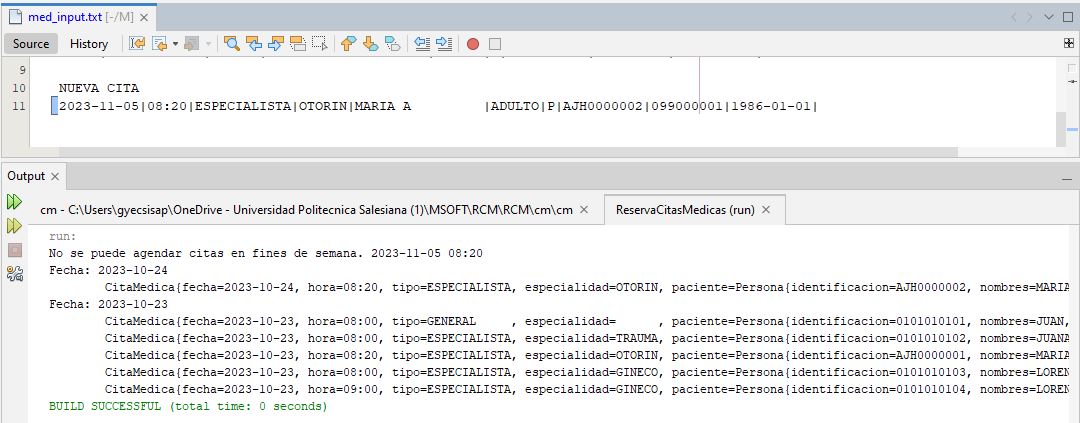 med_input.txt [-/M]
Source History
9
10 NUEVA CITA
11 2023-11-05|08:20|ESPECIALISTA|OTORIN|MARIA A          |ADULTO|P|AJH0000002|099000001|1986-01-01|
Output
cm - C:\Users\gyecsisap\OneDrive - Universidad Politecnica Salesiana (1)\MSOFT\RCM\RCM\cm\cm ReservaCitasMedicas (run)
run:
No se puede agendar citas en fines de semana. 2023-11-05 08:20
Fecha: 2023-10-24
CitaMedica{fecha=2023-10-24, hora=08:20, tipo=ESPECIALISTA, especialidad=OTORIN, paciente=Persona{identificacion=AJH0000002, nombres=MARIA
Fecha: 2023-10-23
CitaMedica{fecha=2023-10-23, hora=08:00, tipo=GENERAL     , especialidad=      , paciente=Persona{identificacion=0101010101, nombres=JUAN,
CitaMedica{fecha=2023-10-23, hora=08:00, tipo=ESPECIALISTA, especialidad=TRAUMA, paciente=Persona{identificacion=0101010102, nombres=JUANA
CitaMedica{fecha=2023-10-23, hora=08:20, tipo=ESPECIALISTA, especialidad=OTORIN, paciente=Persona{identificacion=AJH0000001, nombres=MARIA
CitaMedica{fecha=2023-10-23, hora=08:00, tipo=ESPECIALISTA, especialidad=GINECO, paciente=Persona{identificacion=0101010103, nombres=LOREN
CitaMedica{fecha=2023-10-23, hora=09:00, tipo=ESPECIALISTA, especialidad=GINECO, paciente=Persona{identificacion=0101010104, nombres=LOREN
BUILD SUCCESSFUL (total time: 0 seconds)